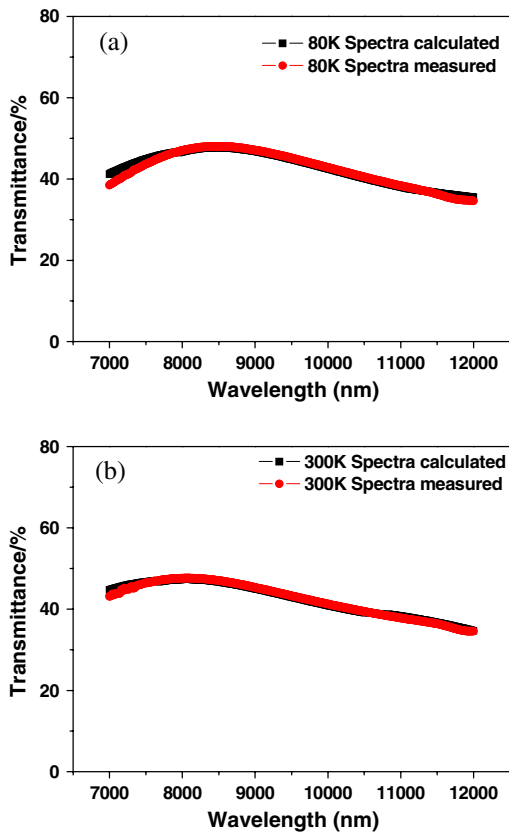 (a)
80K Spectra calculated
80K Spectra measured
Transmittance/%
80
60
40
20
0
7000 8000 9000 10000 11000 12000
Wavelength (nm)
(b)
300K Spectra calculated
300K Spectra measured
Transmittance/%
80
60
40
20
0
7000 8000 9000 10000 11000 12000
Wavelength (nm)